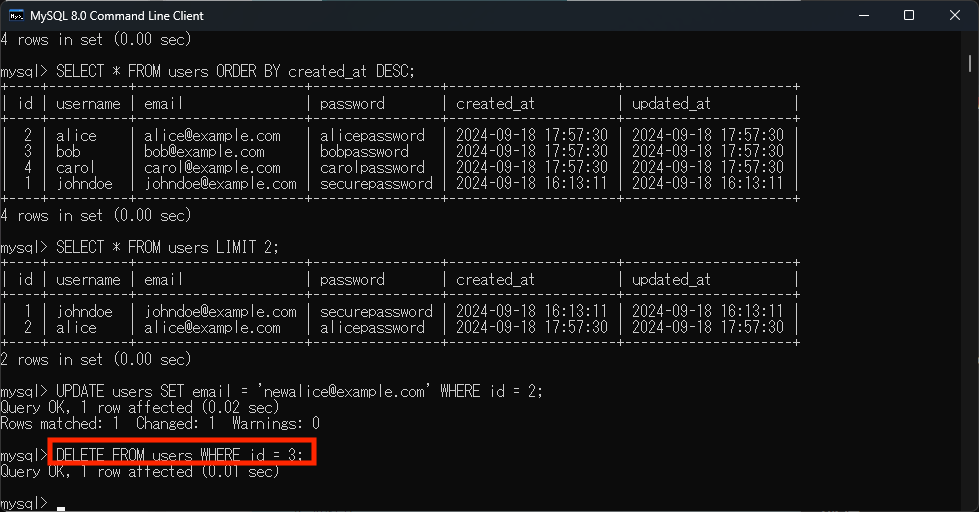 MySQL 8.0 Command Line Client
4 rows in set (0.00 sec)
mysql> SELECT * FROM users ORDER BY created_at DESC;
+----+----------+---------------------+----------------+---------------------+---------------------+
| id | username | email               | password       | created_at          | updated_at          |
+----+----------+---------------------+----------------+---------------------+---------------------+
|  2 | alice    | alice@example.com   | alicepassword  | 2024-09-18 17:57:30 | 2024-09-18 17:57:30 |
|  3 | bob      | bob@example.com     | bobpassword    | 2024-09-18 17:57:30 | 2024-09-18 17:57:30 |
|  4 | carol    | carol@example.com   | carolpassword  | 2024-09-18 17:57:30 | 2024-09-18 17:57:30 |
|  1 | johndoe  | johndoe@example.com | securepassword | 2024-09-18 16:13:11 | 2024-09-18 16:13:11 |
+----+----------+---------------------+----------------+---------------------+---------------------+
4 rows in set (0.00 sec)
mysql> SELECT * FROM users LIMIT 2;
+----+----------+---------------------+----------------+---------------------+---------------------+
| id | username | email               | password       | created_at          | updated_at          |
+----+----------+---------------------+----------------+---------------------+---------------------+
|  1 | johndoe  | johndoe@example.com | securepassword | 2024-09-18 16:13:11 | 2024-09-18 16:13:11 |
|  2 | alice    | alice@example.com   | alicepassword  | 2024-09-18 17:57:30 | 2024-09-18 17:57:30 |
+----+----------+---------------------+----------------+---------------------+---------------------+
2 rows in set (0.00 sec)
mysql> UPDATE users SET email = 'newalice@example.com' WHERE id = 2;
Query OK, 1 row affected (0.02 sec)
Rows matched: 1  Changed: 1  Warnings: 0
mysql> DELETE FROM users WHERE id = 3;
Query OK, 1 row affected (0.01 sec)
mysql>